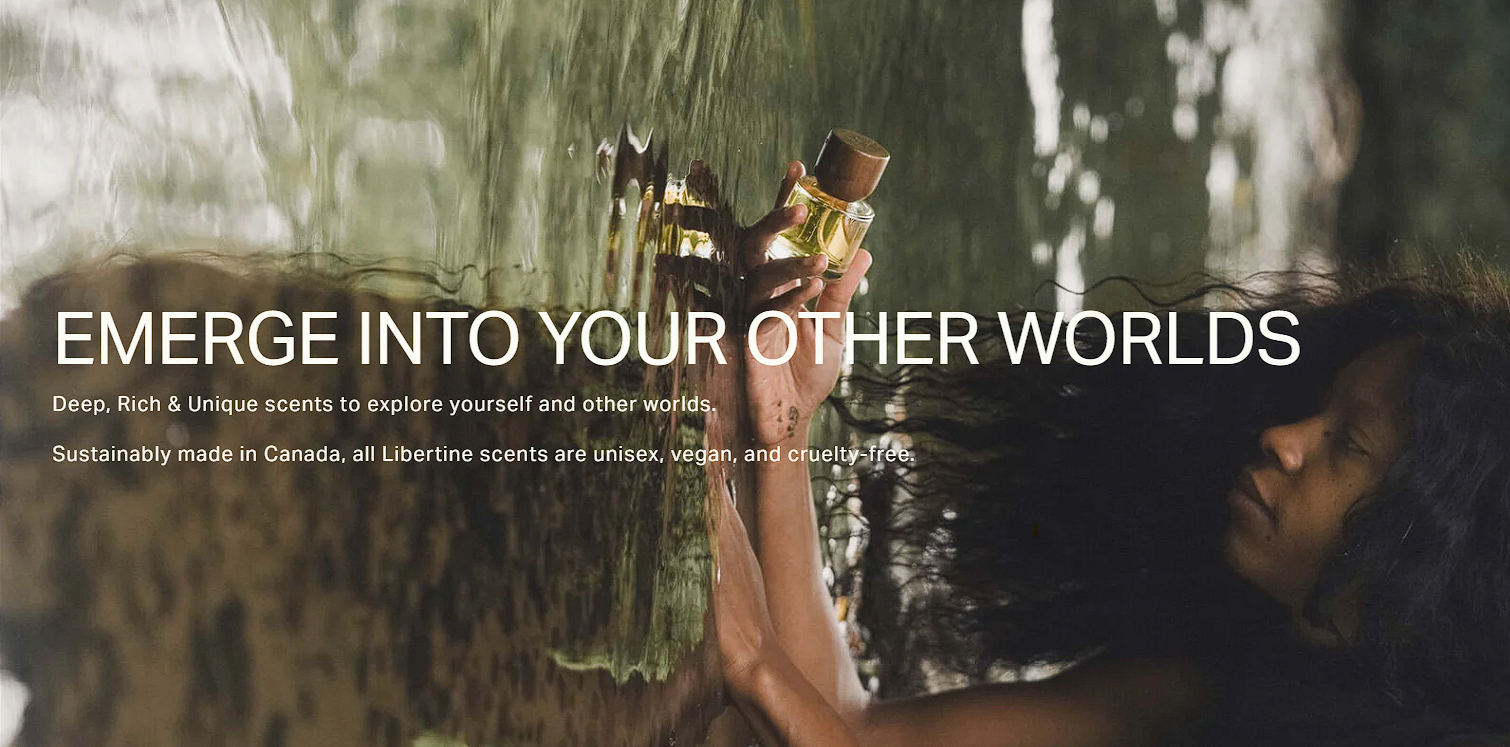 EMERGE INTO YOUR OTHER WORLDS
Deep, Rich & Unique scents to explore yourself and other worlds.
Sustainably made in Canada, all Libertine scents are unisex, vegan, and cruelty-free.